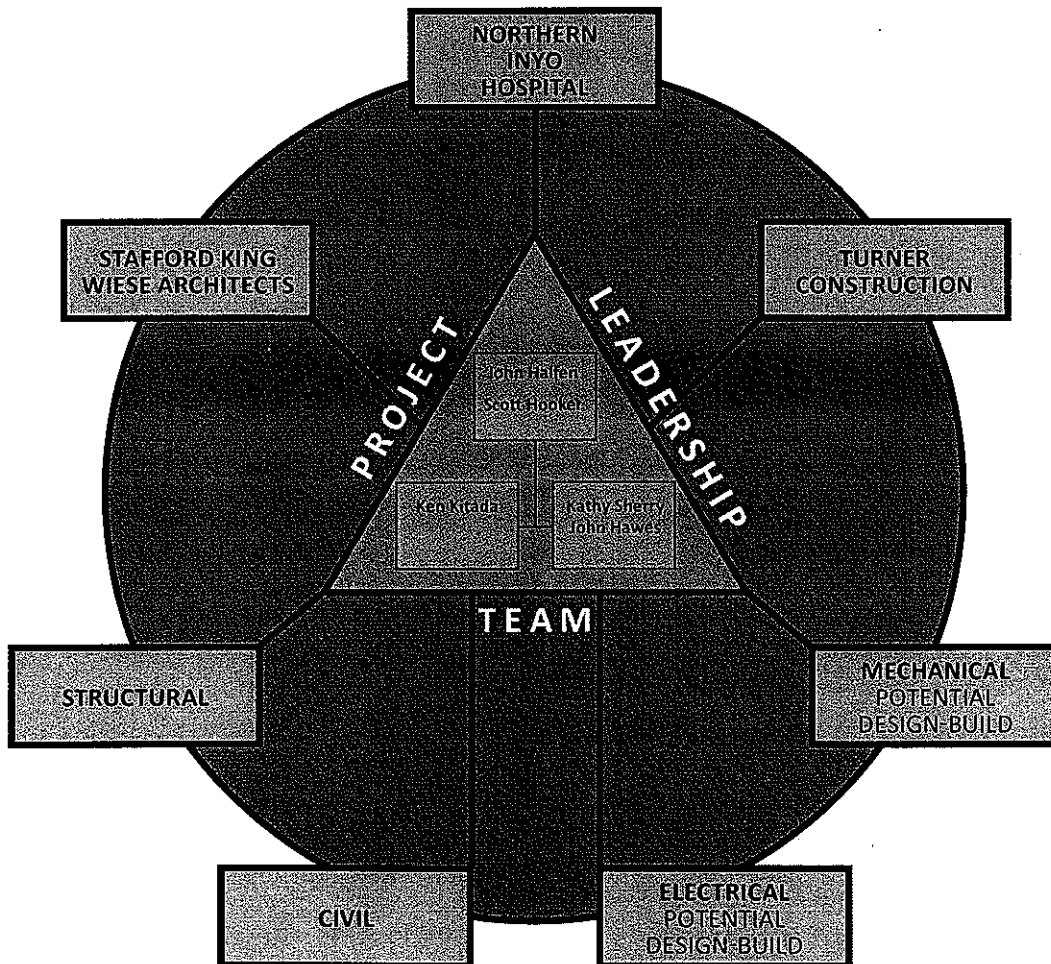 NORTHERN
INYO
HOSPITAL
STAFFORD KING
WIESE ARCHITECTS
TURNER
CONSTRUCTION
PROJECT
LEADERSHIP
John Halfen
Scott Hooker
Ken Kitada
Kathy Sherry
John Hawes
TEAM
STRUCTURAL
MECHANICAL
POTENTIAL
DESIGN-BUILD
CIVIL
ELECTRICAL
POTENTIAL
DESIGN-BUILD